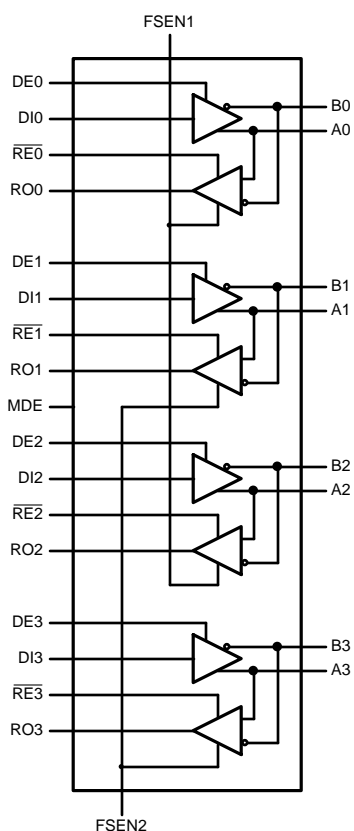 FSEN1
DE0
B0
DI0
A0
RE0
RO0
DE1
B1
DI1
A1
RE1
RO1
MDE
DE2
B2
DI2
A2
RE2
RO2
DE3
B3
DI3
A3
RE3
RO3
FSEN2